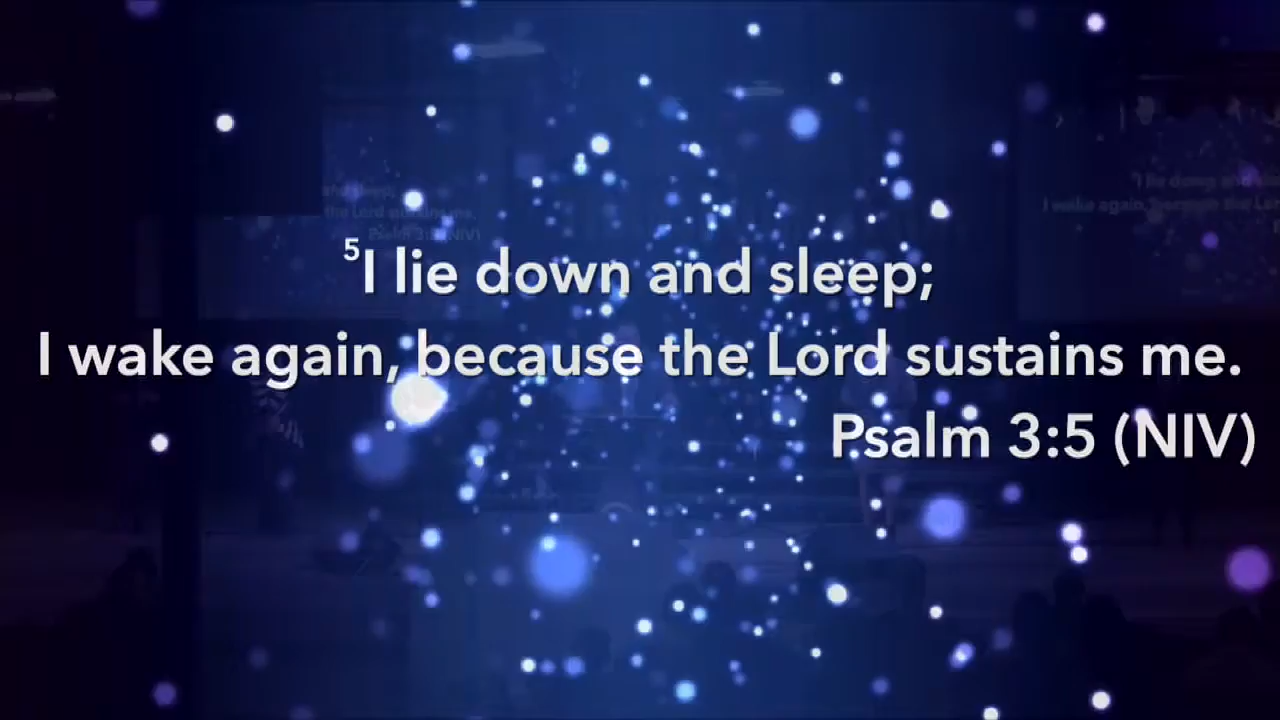 ⁵I lie down and sleep;
I wake again, because the Lord sustains me.
Psalm 3:5 (NIV)